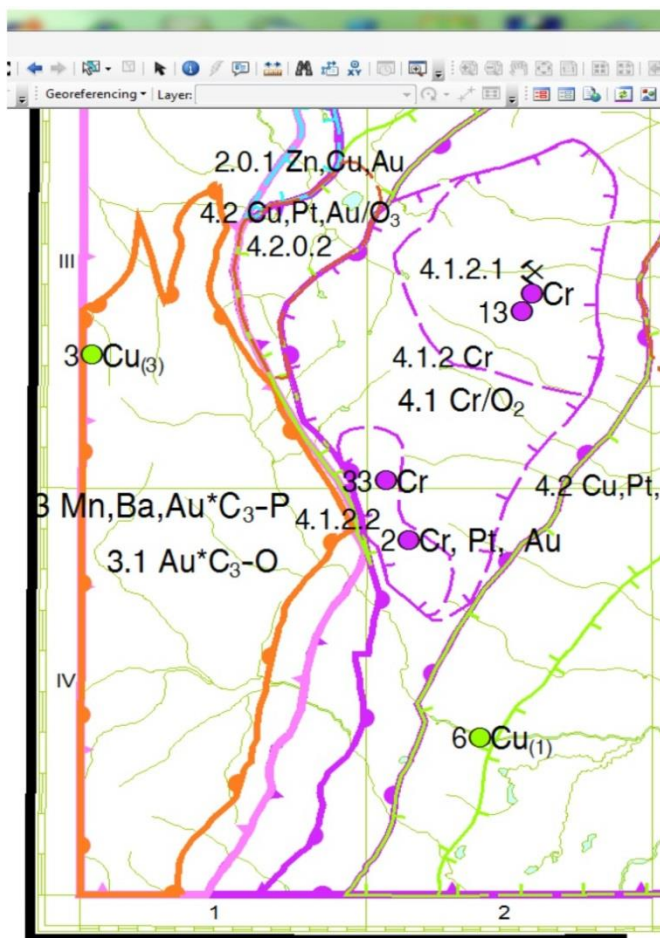 Georeferencing Layer:
2.0.1 Zn,Cu,Au
4.2 Cu,Pt,Au/O₃
4.2.0.2
III
4.1.2.1
Cr
13
3 Cu₍₃₎
4.1.2 Cr
4.1 Cr/O₂
33 Cr
4.2 Cu,Pt,
3 Mn,Ba,Au*C₃-P
4.1.2.2
2 Cr, Pt, Au
3.1 Au*C₃-O
IV
6 Cu₍₁₎
1
2